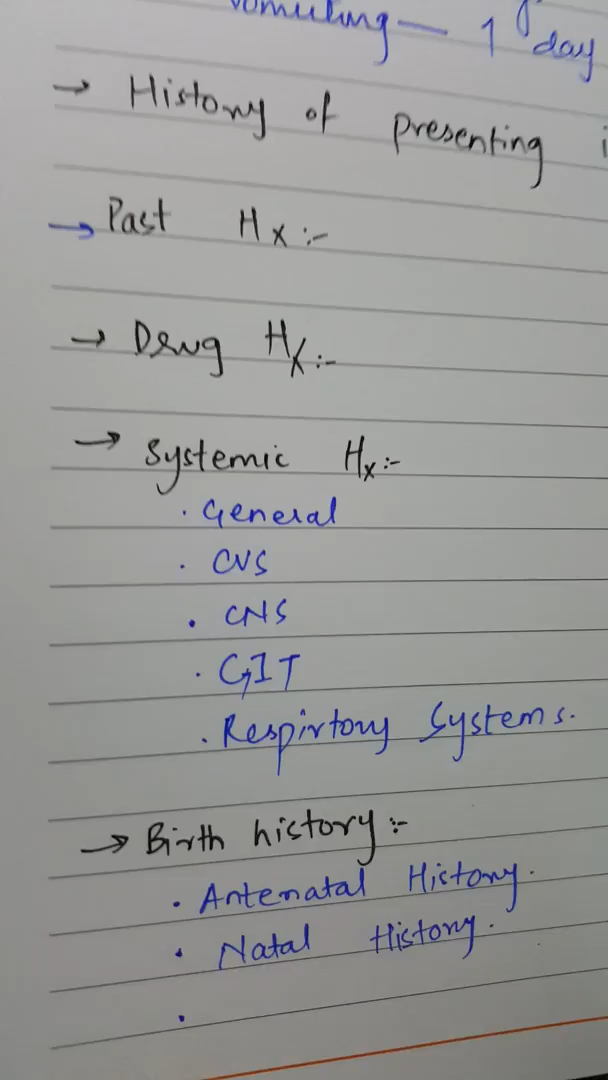 vomiting — 1 day
→ History of presenting
→ Past Hx:-
→ Drug Hx:-
→ Systemic Hx:-
· General
· CVS
· CNS
· GIT
· Respirtory Systems.
→ Birth history:-
· Antenatal History.
· Natal History.
·